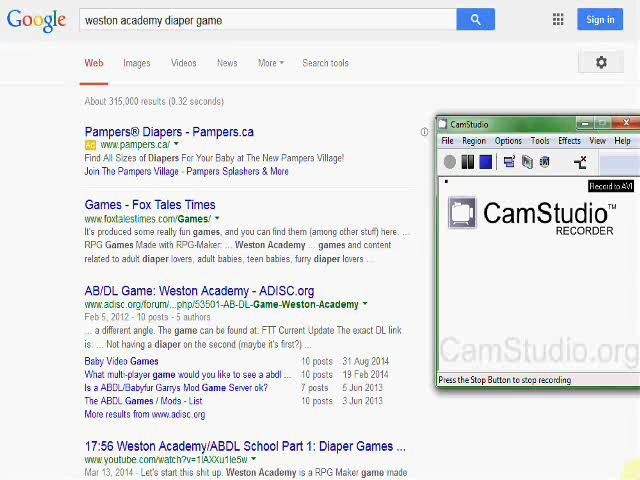 Google
weston academy diaper game
Sign in
Web Images Videos News More Search tools
About 315,000 results (0.32 seconds)
Pampers® Diapers - Pampers.ca
Ad www.pampers.ca/
Find All Sizes of Diapers For Your Baby at The New Pampers Village!
Join The Pampers Village - Pampers Splashers & More
Games - Fox Tales Times
www.foxtalestimes.com/Games/
It's produced some really fun games, and you can find them (among other stuff) here. ...
RPG Games Made with RPG-Maker: ... Weston Academy ... games and content
related to adult diaper lovers, adult babies, teen babies, furry diaper lovers ...
AB/DL Game: Weston Academy - ADISC.org
www.adisc.org/forum/...php/53501-AB-DL-Game-Weston-Academy
Feb 5, 2012 - 10 posts - 5 authors
... a different angle. The game can be found at: FTT Current Update The exact DL link
is: ... Not having a diaper on the second (maybe it's first?) ...
Baby Video Games 10 posts 31 Aug 2014
What multi-player game would you like to see a abdl ... 10 posts 19 Feb 2014
Is a ABDL/Babyfur Garrys Mod Game Server ok? 7 posts 5 Jun 2013
The ABDL Games / Mods - List 10 posts 3 Jun 2013
More results from www.adisc.org
17:56 Weston Academy/ABDL School Part 1: Diaper Games ...
www.youtube.com/watch?v=1IAXXu1Ie5w
Mar 13, 2014 - Let's start this shit up. Weston Academy is a RPG Maker game made
CamStudio
File Region Options Tools Effects View Help
Record to AVI
CamStudio™
RECORDER
CamStudio.org
Press the Stop Button to stop recording